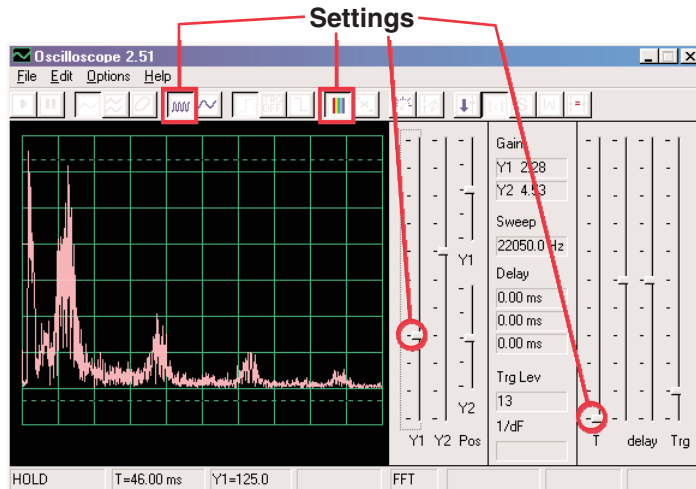 Settings
Oscilloscope 2.51
File Edit Options Help
Gain
Y1 2.28
Y2 4.53
Sweep
22050.0 Hz
Y1
Delay
0.00 ms
0.00 ms
0.00 ms
Trg Lev
13
Y2
1/dF
Y1 Y2 Pos
T delay Trg
HOLD T=46.00 ms Y1=125.0 FFT